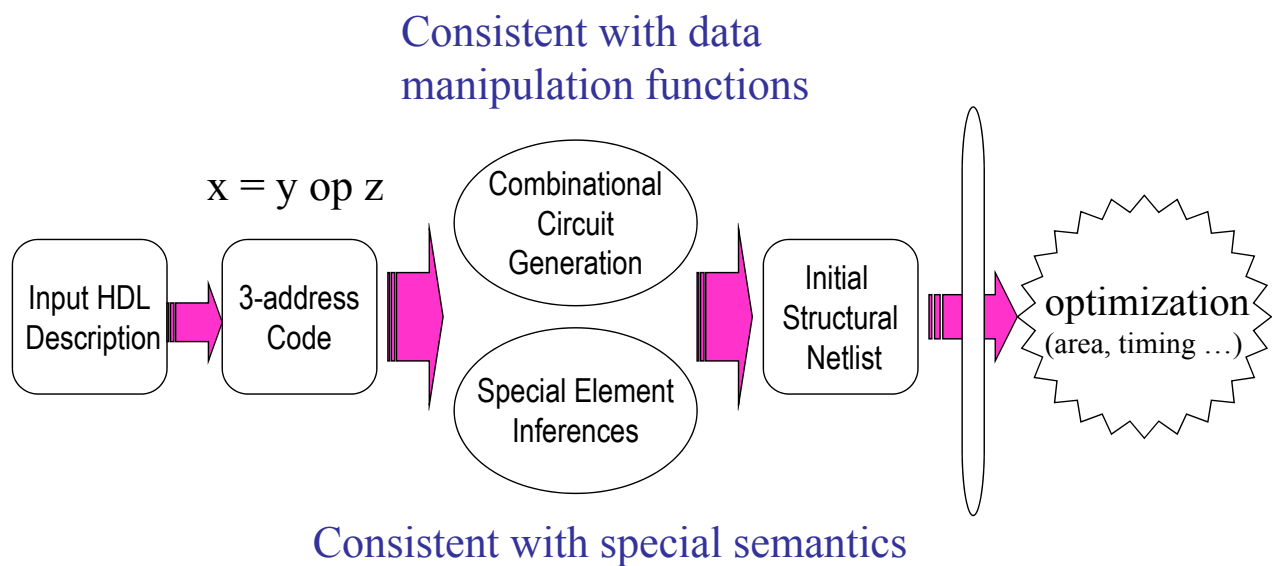 Consistent with data
manipulation functions
x = y op z
Input HDL
Description
3-address
Code
Combinational
Circuit
Generation
Special Element
Inferences
Initial
Structural
Netlist
optimization
(area, timing …)
Consistent with special semantics